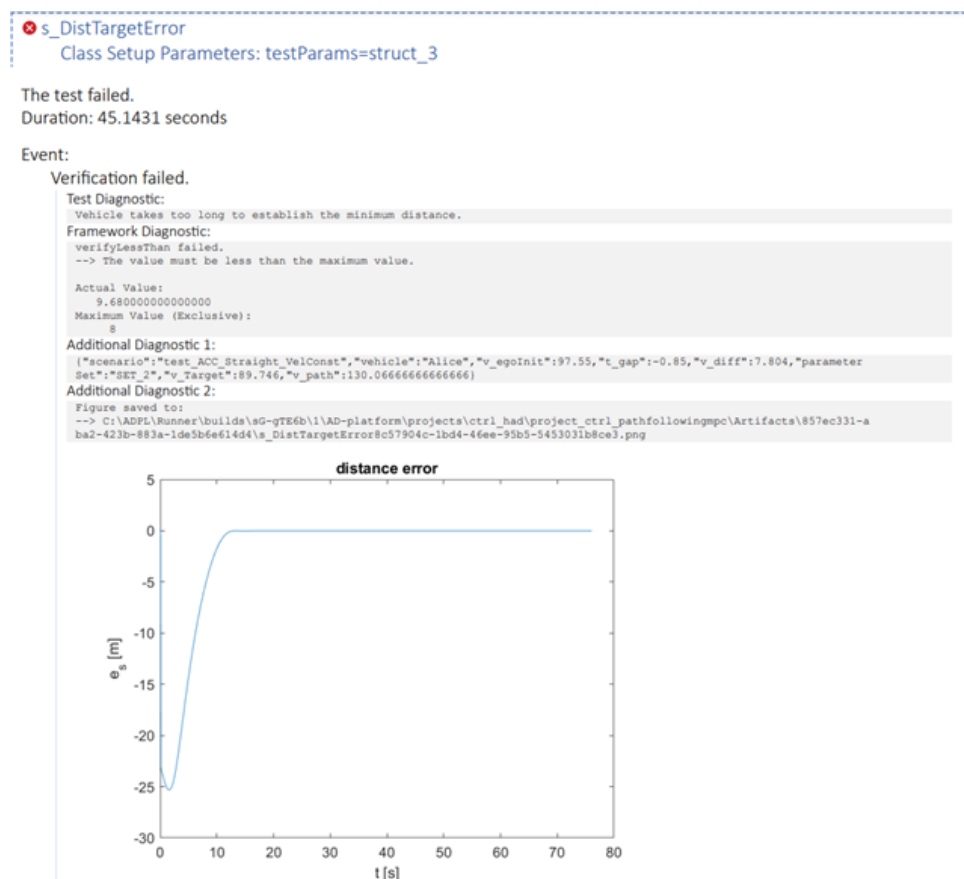 s_DistTargetError
Class Setup Parameters: testParams=struct_3
The test failed.
Duration: 45.1431 seconds
Event:
Verification failed.
Test Diagnostic:
Vehicle takes too long to establish the minimum distance.
Framework Diagnostic:
verifyLessThan failed.
--> The value must be less than the maximum value.
Actual Value:
9.680000000000000
Maximum Value (Exclusive):
8
Additional Diagnostic 1:
{"scenario":"test_ACC_Straight_VelConst","vehicle":"Alice","v_egoInit":97.55,"t_gap":-0.85,"v_diff":7.804,"parameter
Set":"SET_2","v_Target":89.746,"v_path":130.06666666666666}
Additional Diagnostic 2:
Figure saved to:
--> C:\ADPL\Runner\builds\sG-gTE6b\1\AD-platform\projects\ctrl_had\project_ctrl_pathfollowingmpc\Artifacts\857ec331-a
ba2-423b-883a-1de5b6e614d4\s_DistTargetError8c57904c-1bd4-46ee-95b5-5453031b8ce3.png
distance error
5
0
-5
-10
-15
-20
-25
-30
e_s [m]
0 10 20 30 40 50 60 70 80
t [s]